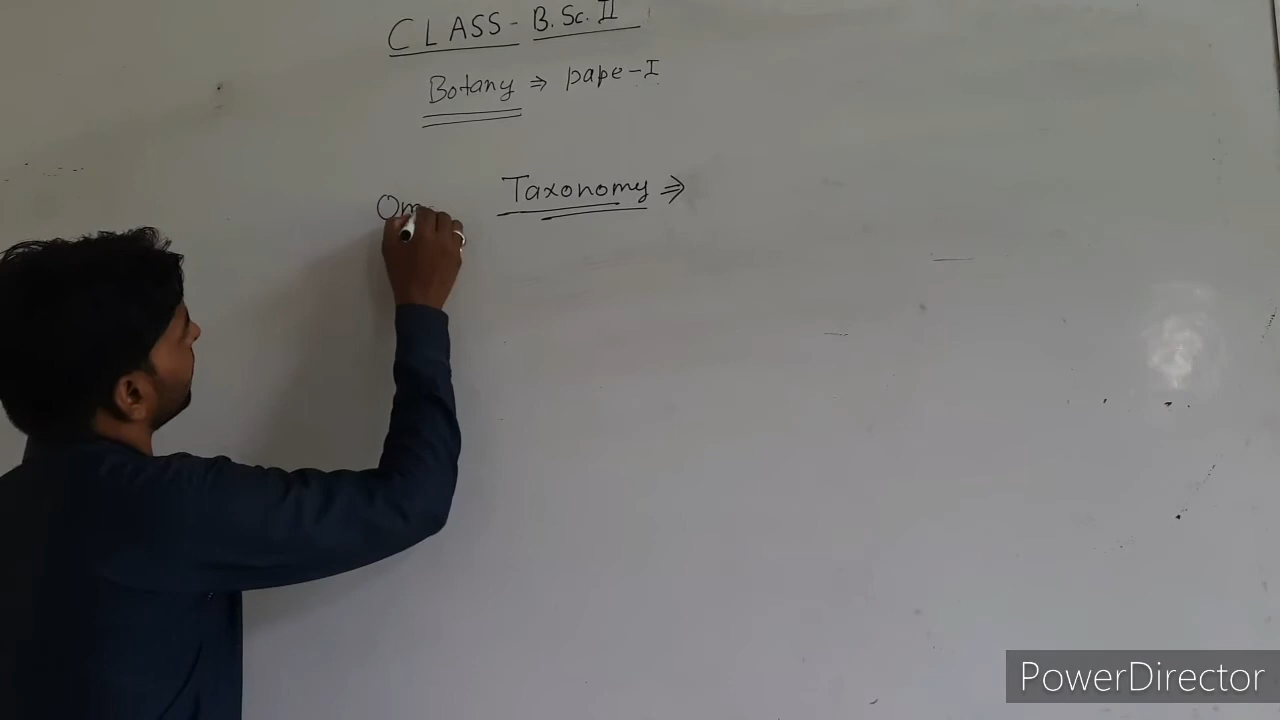 CLASS - B.Sc. II
Botany ⇒ pape-I
Taxonomy ⇒
Om
PowerDirector